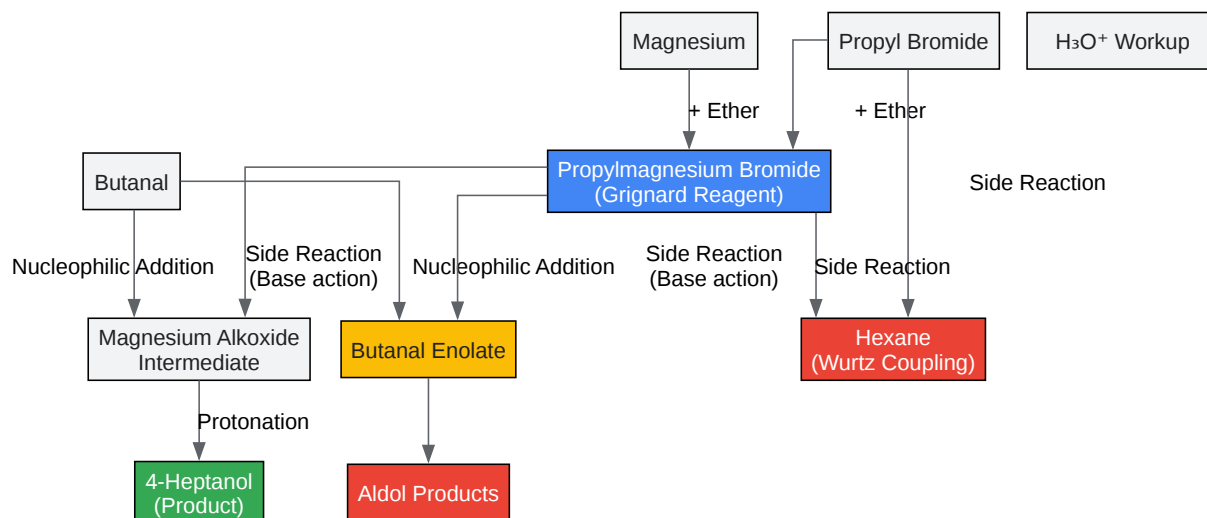 Magnesium
Propyl Bromide
H₃O⁺ Workup
+ Ether
+ Ether
Butanal
Propylmagnesium Bromide
(Grignard Reagent)
Side Reaction
Nucleophilic Addition
Side Reaction
(Base action)
Nucleophilic Addition
Side Reaction
(Base action)
Side Reaction
Magnesium Alkoxide
Intermediate
Butanal Enolate
Hexane
(Wurtz Coupling)
Protonation
4-Heptanol
(Product)
Aldol Products